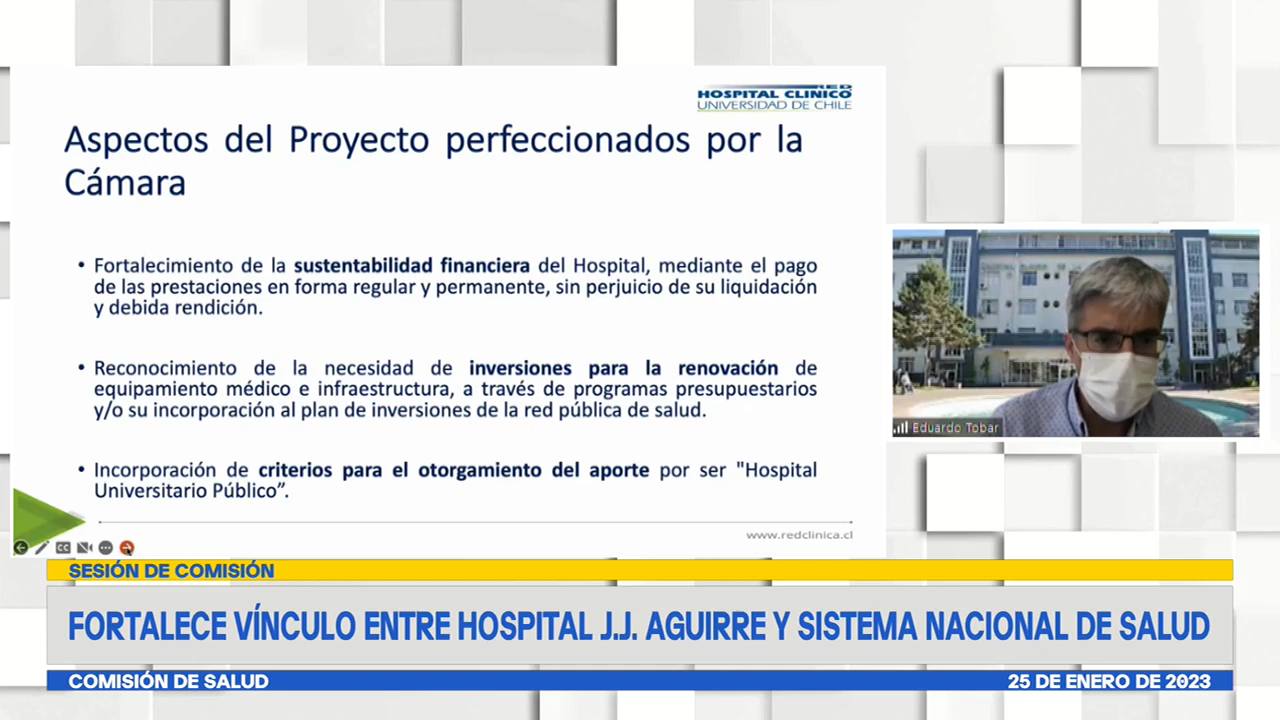 RED
HOSPITAL CLINICO
UNIVERSIDAD DE CHILE
Aspectos del Proyecto perfeccionados por la
Cámara
• Fortalecimiento de la sustentabilidad financiera del Hospital, mediante el pago
de las prestaciones en forma regular y permanente, sin perjuicio de su liquidación
y debida rendición.
• Reconocimiento de la necesidad de inversiones para la renovación de
equipamiento médico e infraestructura, a través de programas presupuestarios
y/o su incorporación al plan de inversiones de la red pública de salud.
• Incorporación de criterios para el otorgamiento del aporte por ser "Hospital
Universitario Público”.
www.redclinica.cl
CC
Eduardo Tobar
SESIÓN DE COMISIÓN
FORTALECE VÍNCULO ENTRE HOSPITAL J.J. AGUIRRE Y SISTEMA NACIONAL DE SALUD
COMISIÓN DE SALUD
25 DE ENERO DE 2023